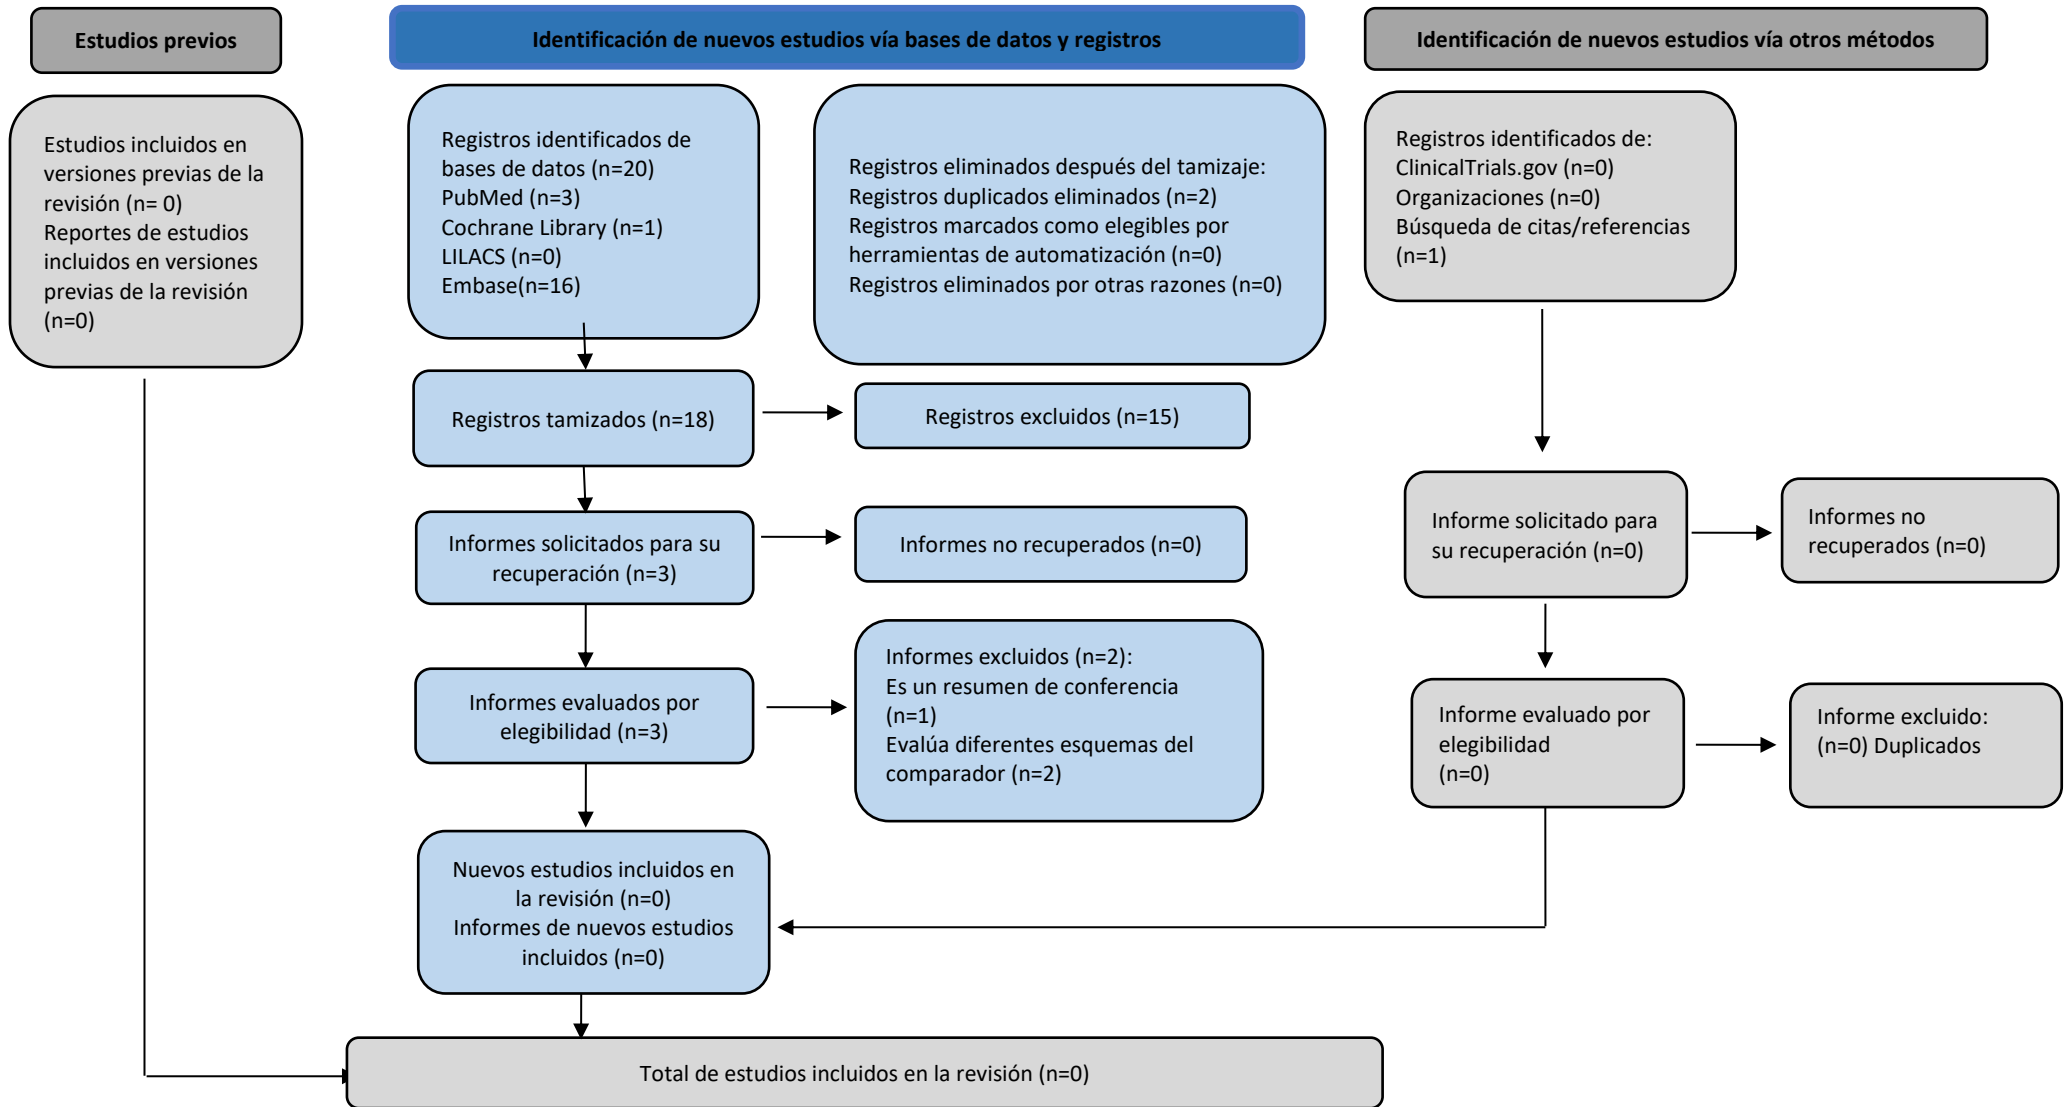 Estudios previos
Identificación de nuevos estudios vía bases de datos y registros
Identificación de nuevos estudios vía otros métodos
Estudios incluidos en
versiones previas de la
revisión (n= 0)
Reportes de estudios
incluidos en versiones
previas de la revisión
(n=0)
Registros identificados de
bases de datos (n=20)
PubMed (n=3)
Cochrane Library (n=1)
LILACS (n=0)
Embase(n=16)
Registros eliminados después del tamizaje:
Registros duplicados eliminados (n=2)
Registros marcados como elegibles por
herramientas de automatización (n=0)
Registros eliminados por otras razones (n=0)
Registros identificados de:
ClinicalTrials.gov (n=0)
Organizaciones (n=0)
Búsqueda de citas/referencias
(n=1)
Registros tamizados (n=18)
Registros excluidos (n=15)
Informes solicitados para su
recuperación (n=3)
Informes no recuperados (n=0)
Informe solicitado para
su recuperación (n=0)
Informes no
recuperados (n=0)
Informes evaluados por
elegibilidad (n=3)
Informes excluidos (n=2):
Es un resumen de conferencia
(n=1)
Evalúa diferentes esquemas del
comparador (n=2)
Informe evaluado por
elegibilidad
(n=0)
Informe excluido:
(n=0) Duplicados
Nuevos estudios incluidos en
la revisión (n=0)
Informes de nuevos estudios
incluidos (n=0)
Total de estudios incluidos en la revisión (n=0)